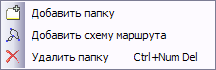 Добавить папку
Добавить схему маршрута
Удалить папку Ctrl+Num Del